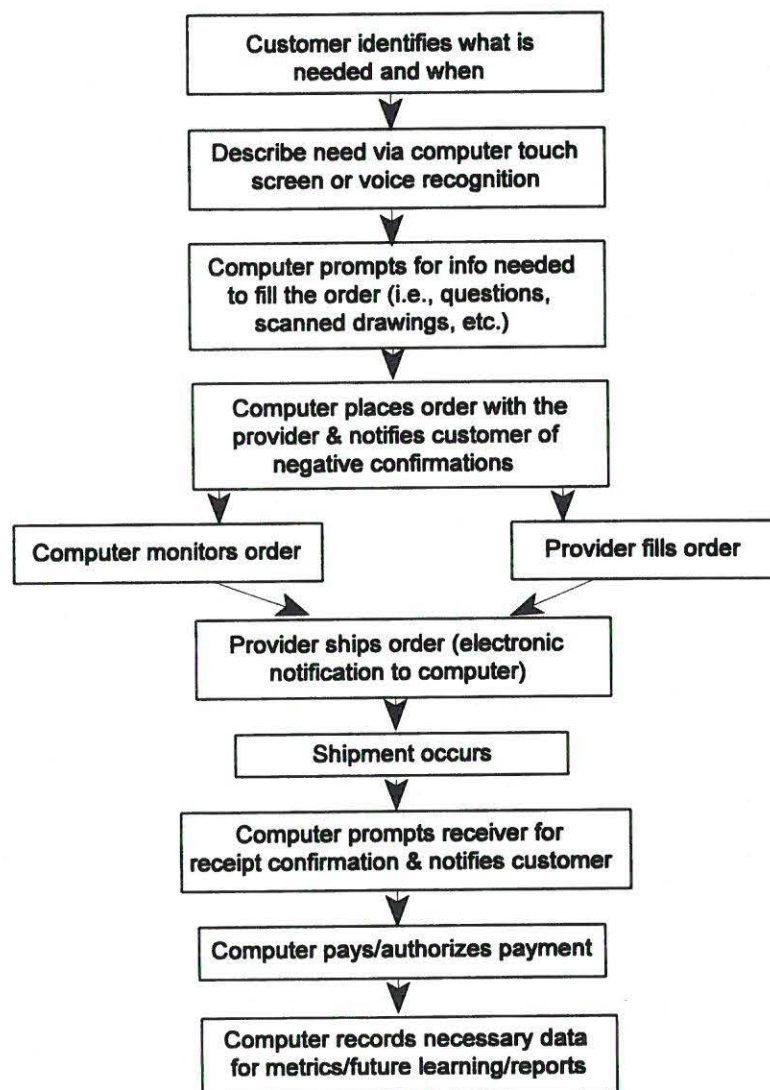 Customer identifies what is
needed and when
Describe need via computer touch
screen or voice recognition
Computer prompts for info needed
to fill the order (i.e., questions,
scanned drawings, etc.)
Computer places order with the
provider & notifies customer of
negative confirmations
Computer monitors order
Provider fills order
Provider ships order (electronic
notification to computer)
Shipment occurs
Computer prompts receiver for
receipt confirmation & notifies customer
Computer pays/authorizes payment
Computer records necessary data
for metrics/future learning/reports